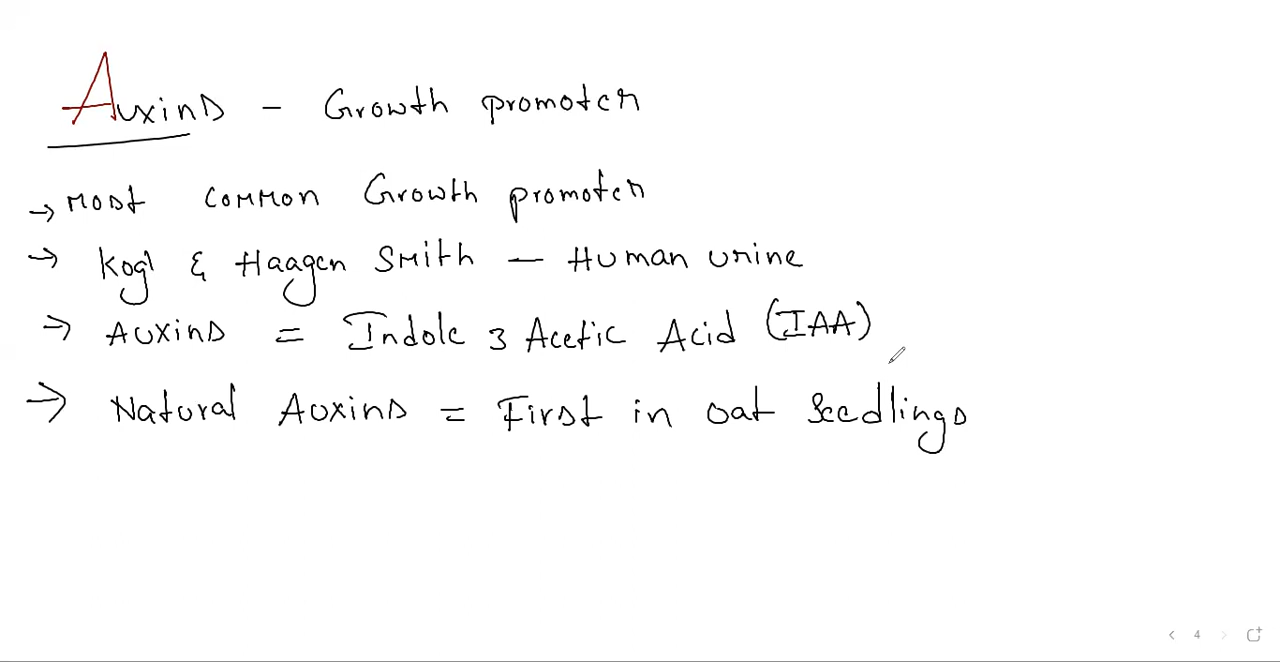 Auxins - Growth promoter
→ Most common Growth promoter
→ Kogl & Haagen Smith - Human urine
→ Auxins = Indole 3 Acetic Acid (IAA)
→ Natural Auxins = First in oat seedlings
4